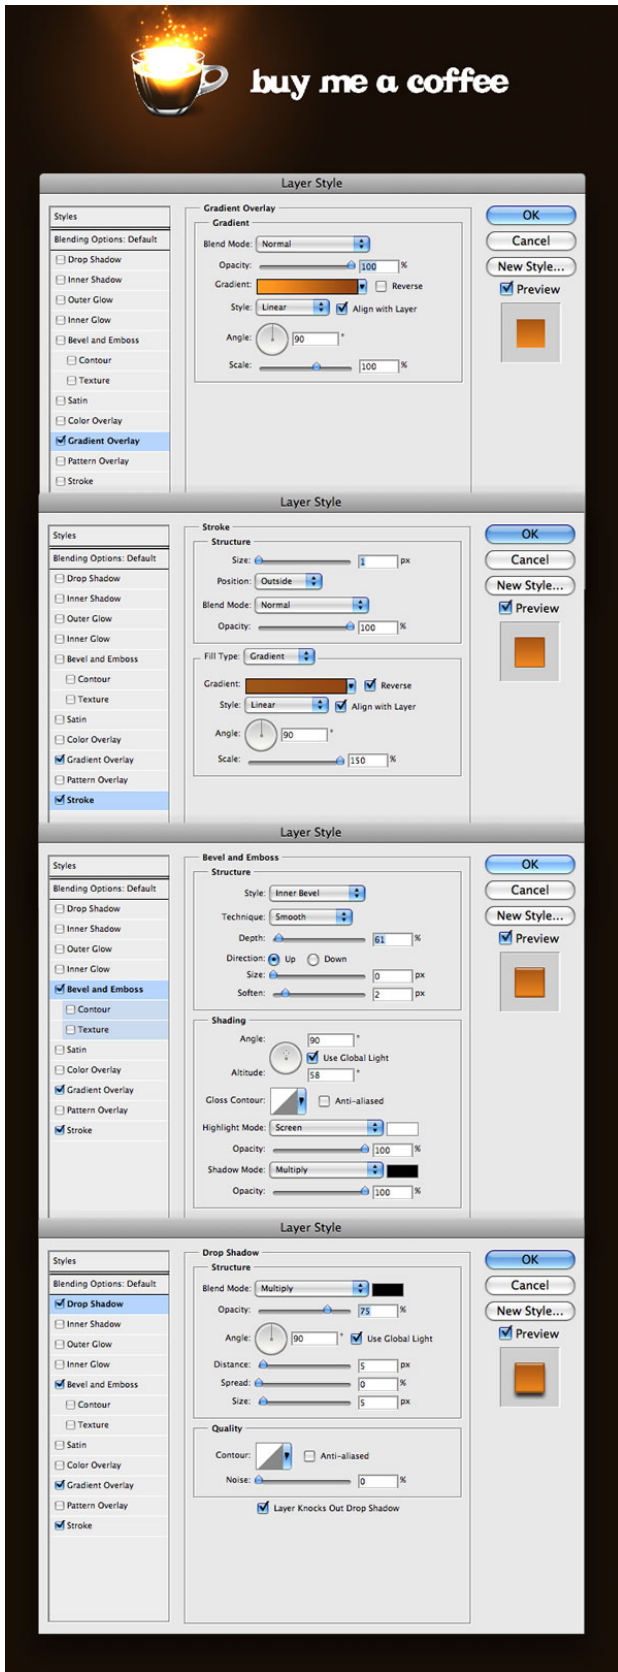 buy me a coffee
Layer Style
Styles
Blending Options: Default
Drop Shadow
Inner Shadow
Outer Glow
Inner Glow
Bevel and Emboss
Contour
Texture
Satin
Color Overlay
Gradient Overlay
Pattern Overlay
Stroke
Gradient Overlay
Gradient
Blend Mode: Normal
Opacity: 100 %
Gradient: Reverse
Style: Linear Align with Layer
Angle: 90 °
Scale: 100 %
OK
Cancel
New Style...
Preview
Layer Style
Styles
Blending Options: Default
Drop Shadow
Inner Shadow
Outer Glow
Inner Glow
Bevel and Emboss
Contour
Texture
Satin
Color Overlay
Gradient Overlay
Pattern Overlay
Stroke
Stroke
Structure
Size: 1 px
Position: Outside
Blend Mode: Normal
Opacity: 100 %
Fill Type: Gradient
Gradient: Reverse
Style: Linear Align with Layer
Angle: 90 °
Scale: 150 %
OK
Cancel
New Style...
Preview
Layer Style
Styles
Blending Options: Default
Drop Shadow
Inner Shadow
Outer Glow
Inner Glow
Bevel and Emboss
Contour
Texture
Satin
Color Overlay
Gradient Overlay
Pattern Overlay
Stroke
Bevel and Emboss
Structure
Style: Inner Bevel
Technique: Smooth
Depth: 61 %
Direction: Up Down
Size: 0 px
Soften: 2 px
Shading
Angle: 90 °
Use Global Light
Altitude: 58 °
Gloss Contour: Anti-aliased
Highlight Mode: Screen
Opacity: 100 %
Shadow Mode: Multiply
Opacity: 100 %
OK
Cancel
New Style...
Preview
Layer Style
Styles
Blending Options: Default
Drop Shadow
Inner Shadow
Outer Glow
Inner Glow
Bevel and Emboss
Contour
Texture
Satin
Color Overlay
Gradient Overlay
Pattern Overlay
Stroke
Drop Shadow
Structure
Blend Mode: Multiply
Opacity: 75 %
Angle: 90 ° Use Global Light
Distance: 5 px
Spread: 0 %
Size: 5 px
Quality
Contour: Anti-aliased
Noise: 0 %
Layer Knocks Out Drop Shadow
OK
Cancel
New Style...
Preview